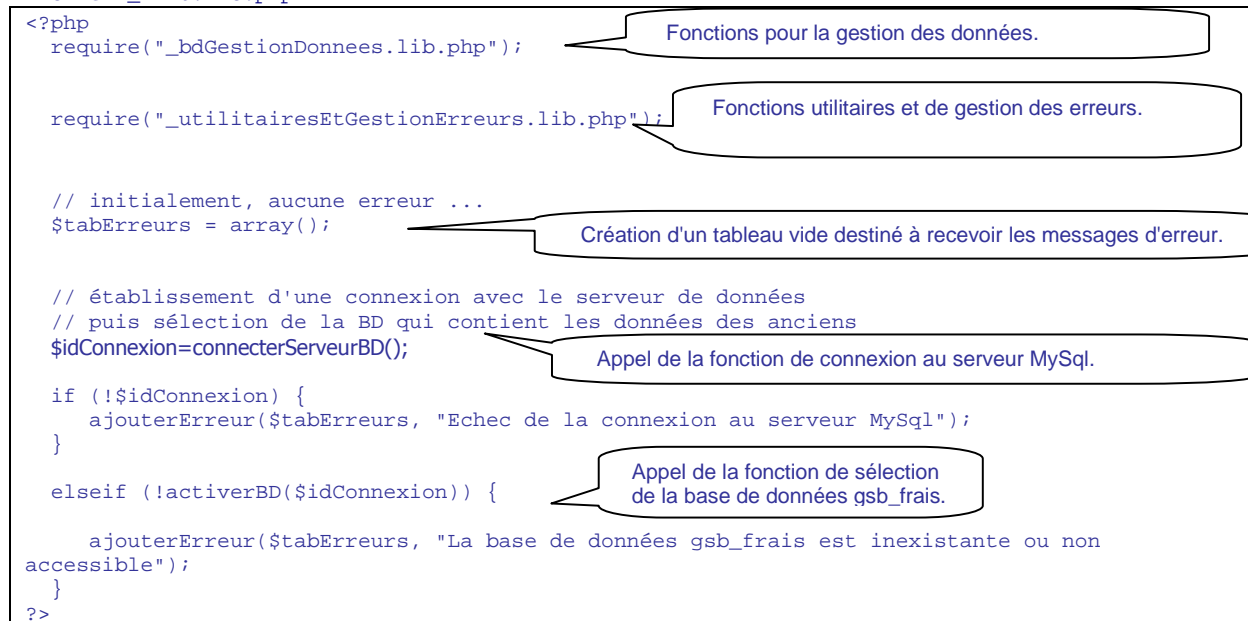 <?php
require("_bdGestionDonnees.lib.php");
Fonctions pour la gestion des données.
require("_utilitairesEtGestionErreurs.lib.php");
Fonctions utilitaires et de gestion des erreurs.
// initialement, aucune erreur ...
$tabErreurs = array();
Création d'un tableau vide destiné à recevoir les messages d'erreur.
// établissement d'une connexion avec le serveur de données
// puis sélection de la BD qui contient les données des anciens
$idConnexion=connecterServeurBD();
Appel de la fonction de connexion au serveur MySql.
if (!$idConnexion) {
ajouterErreur($tabErreurs, "Echec de la connexion au serveur MySql");
}
Appel de la fonction de sélection
de la base de données gsb_frais.
elseif (!activerBD($idConnexion)) {
ajouterErreur($tabErreurs, "La base de données gsb_frais est inexistante ou non
accessible");
}
?>